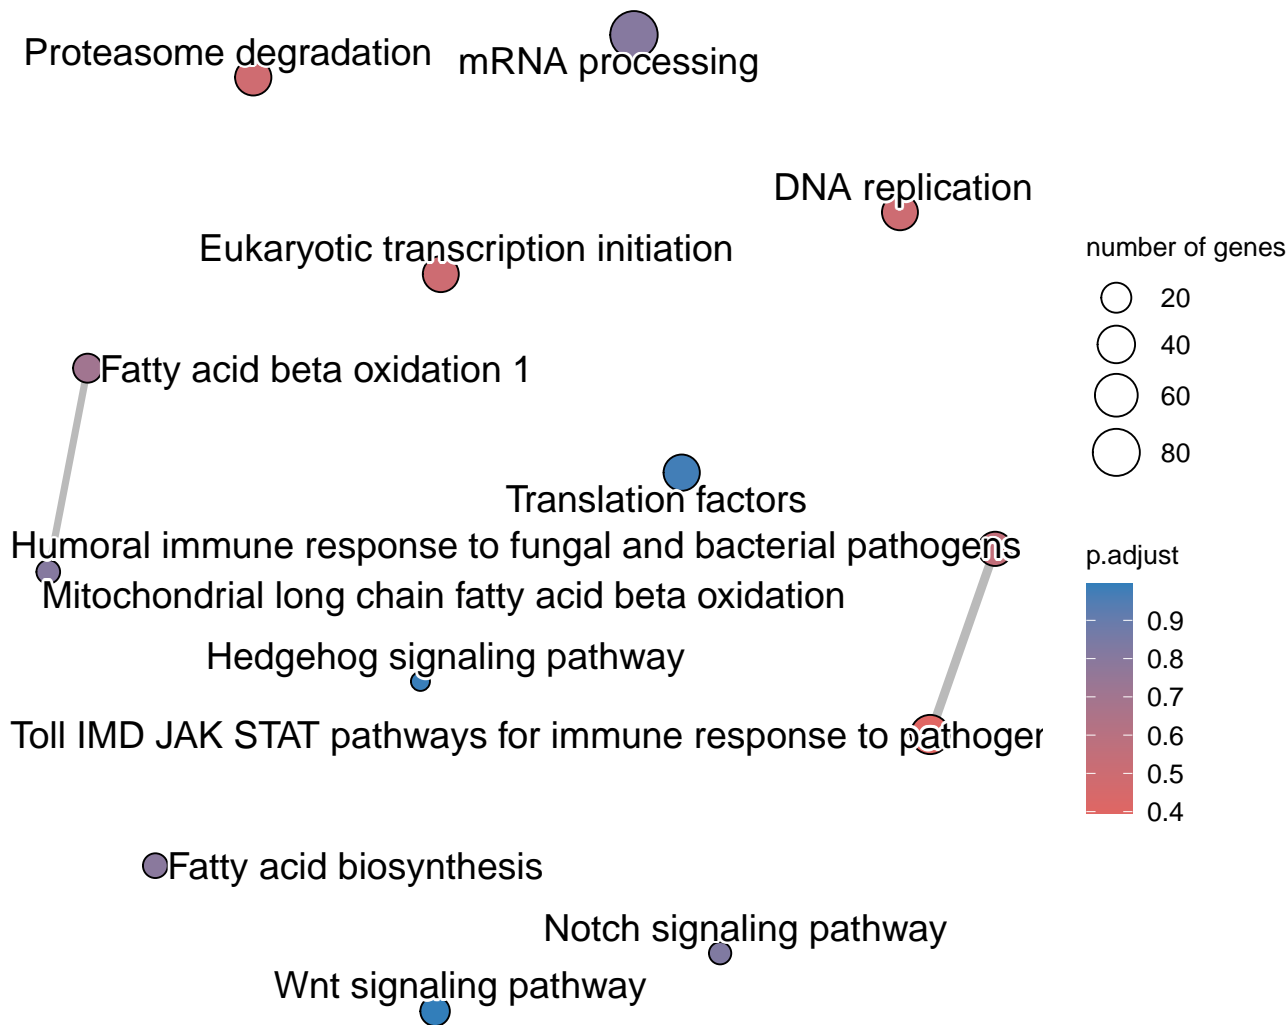 Proteasome degradation
mRNA processing
DNA replication
Eukaryotic transcription initiation
Fatty acid beta oxidation 1
Translation factors
Humoral immune response to fungal and bacterial pathogens
Mitochondrial long chain fatty acid beta oxidation
Hedgehog signaling pathway
Toll IMD JAK STAT pathways for immune response to pathoger
Fatty acid biosynthesis
Notch signaling pathway
Wnt signaling pathway
number of genes
20
40
60
80
p.adjust
0.9
0.8
0.7
0.6
0.5
0.4